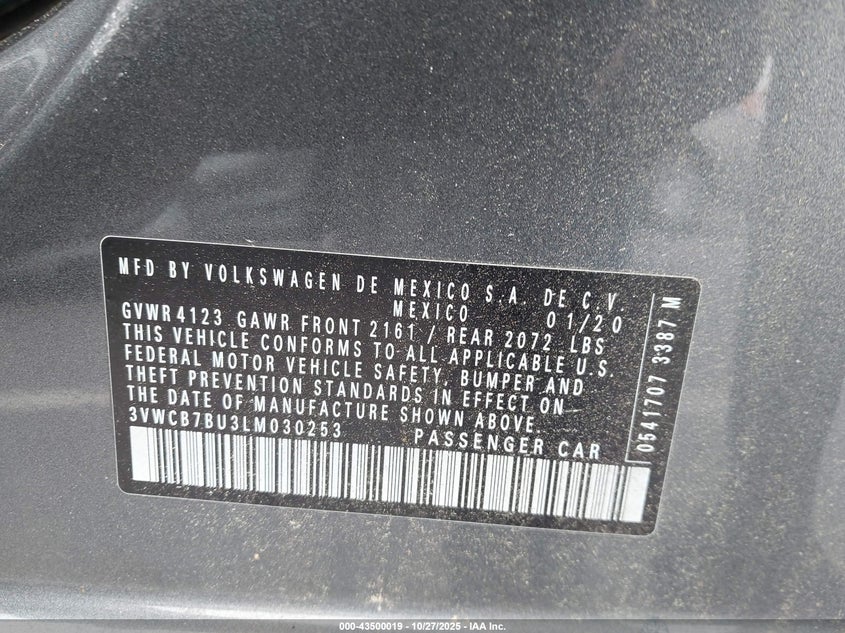 MFD BY VOLKSWAGEN DE MEXICO S.A. DE C.V
MEXICO 01/20
GVWR 4123 GAWR FRONT 2161 / REAR 2072 LBS
THIS VEHICLE CONFORMS TO ALL APPLICABLE U.S.
FEDERAL MOTOR VEHICLE SAFETY, BUMPER AND
THEFT PREVENTION STANDARDS IN EFFECT ON
THE DATE OF MANUFACTURE SHOWN ABOVE.
3VWCB7BU3LM030253 PASSENGER CAR
0541707 3387 M
000-43500019 - 10/27/2025 - IAA Inc.